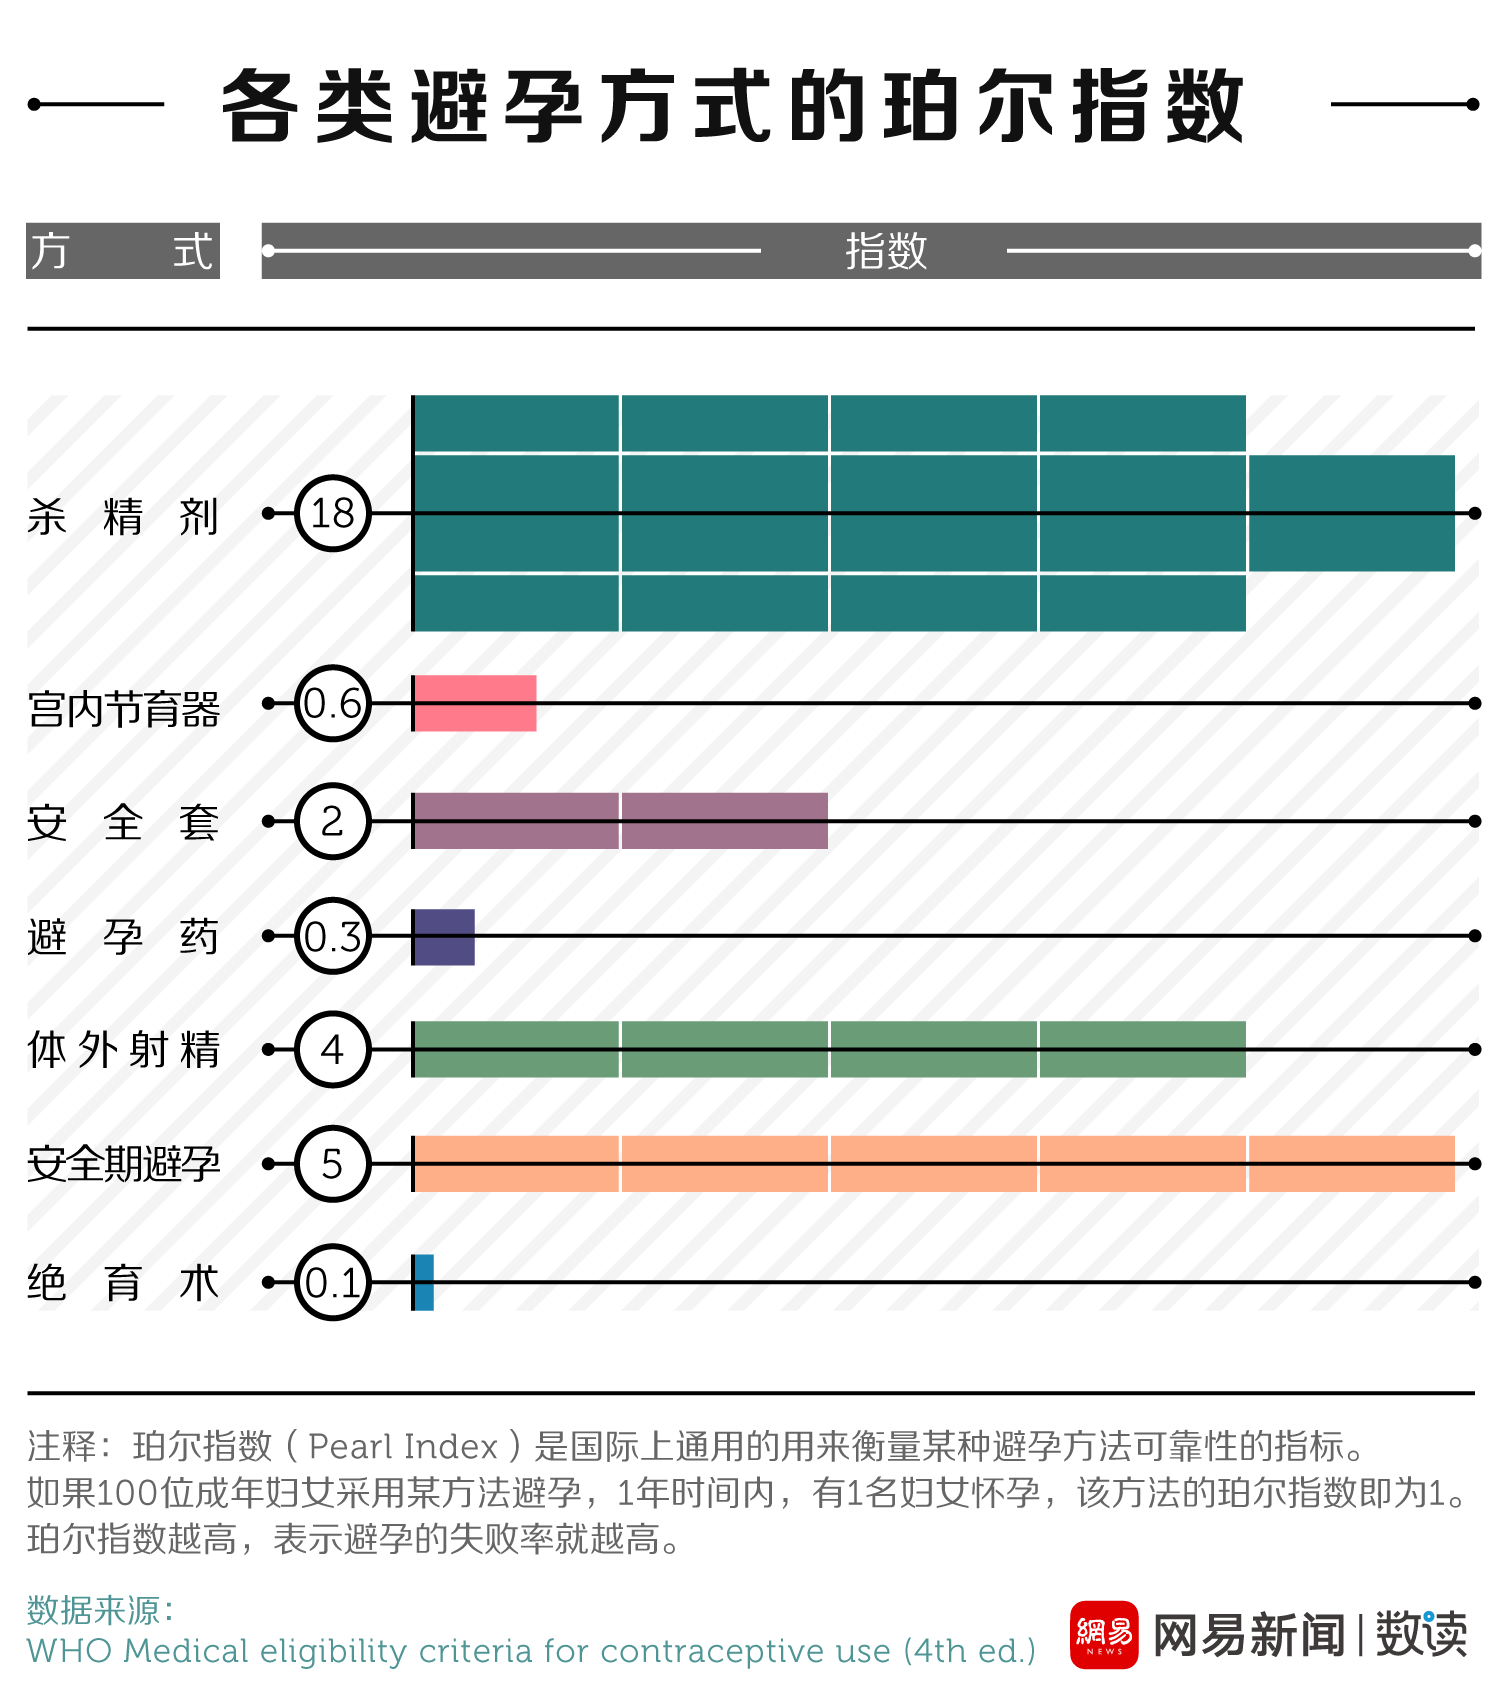 各类避孕方式的珀尔指数
方式 指数
杀精剂 18
宫内节育器 0.6
安全套 2
避孕药 0.3
体外射精 4
安全期避孕 5
绝育术 0.1
注释：珀尔指数（Pearl Index）是国际上通用的用来衡量某种避孕方法可靠性的指标。
如果100位成年妇女采用某方法避孕，1年时间内，有1名妇女怀孕，该方法的珀尔指数即为1。
珀尔指数越高，表示避孕的失败率就越高。
数据来源：
WHO Medical eligibility criteria for contraceptive use (4th ed.)
網易
NEWS
网易新闻 | 数读